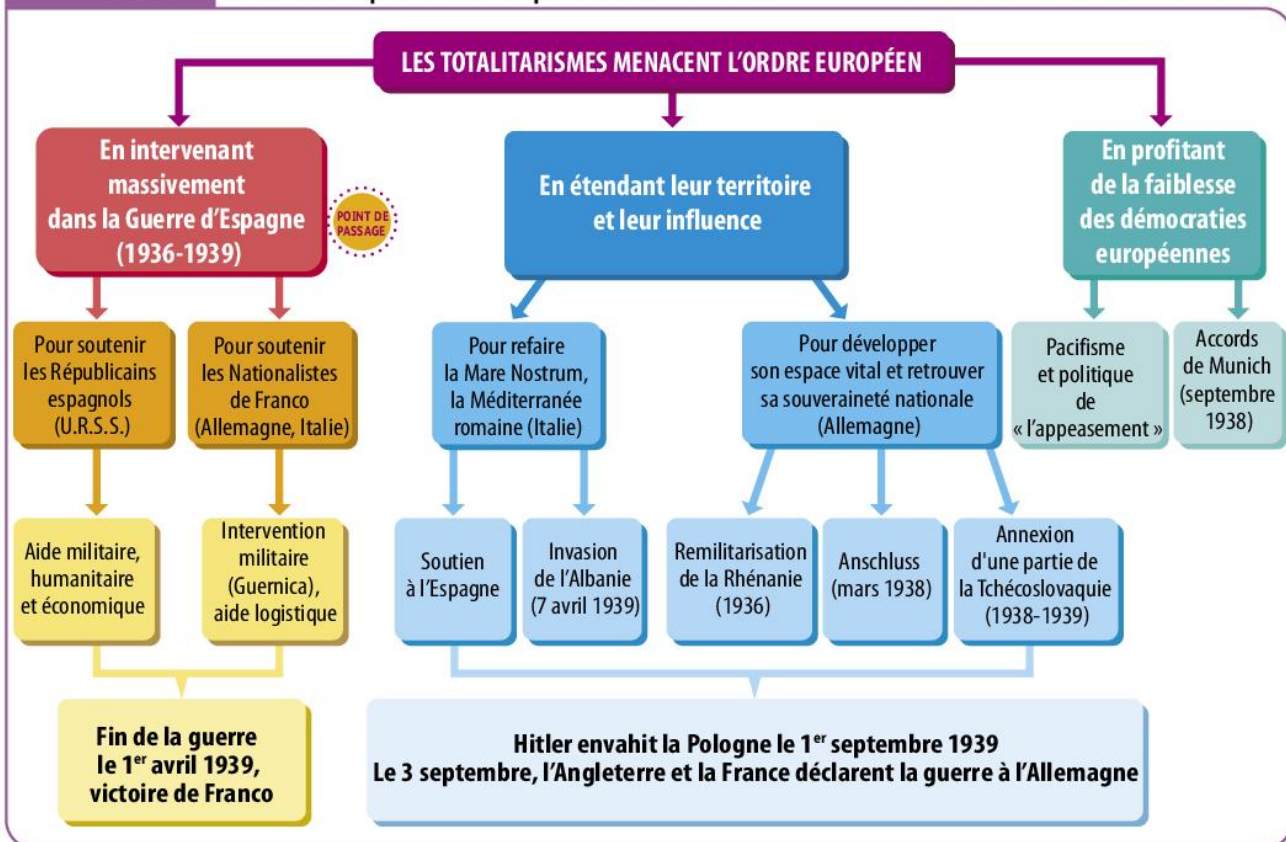 LES TOTALITARISMES MENACENT L'ORDRE EUROPÉEN
En intervenant
massivement
dans la Guerre d'Espagne
(1936-1939)
POINT DE
PASSAGE
En étendant leur territoire
et leur influence
En profitant
de la faiblesse
des démocraties
européennes
Pour soutenir
les Républicains
espagnols
(U.R.S.S.)
Pour soutenir
les Nationalistes
de Franco
(Allemagne, Italie)
Pour refaire
la Mare Nostrum,
la Méditerranée
romaine (Italie)
Pour développer
son espace vital et retrouver
sa souveraineté nationale
(Allemagne)
Pacifisme
et politique
de
« l'appeasement »
Accords
de Munich
(septembre
1938)
Aide militaire,
humanitaire
et économique
Intervention
militaire
(Guernica),
aide logistique
Soutien
à l'Espagne
Invasion
de l'Albanie
(7 avril 1939)
Remilitarisation
de la Rhénanie
(1936)
Anschluss
(mars 1938)
Annexion
d'une partie de
la Tchécoslovaquie
(1938-1939)
Fin de la guerre
le 1er avril 1939,
victoire de Franco
Hitler envahit la Pologne le 1er septembre 1939
Le 3 septembre, l'Angleterre et la France déclarent la guerre à l'Allemagne